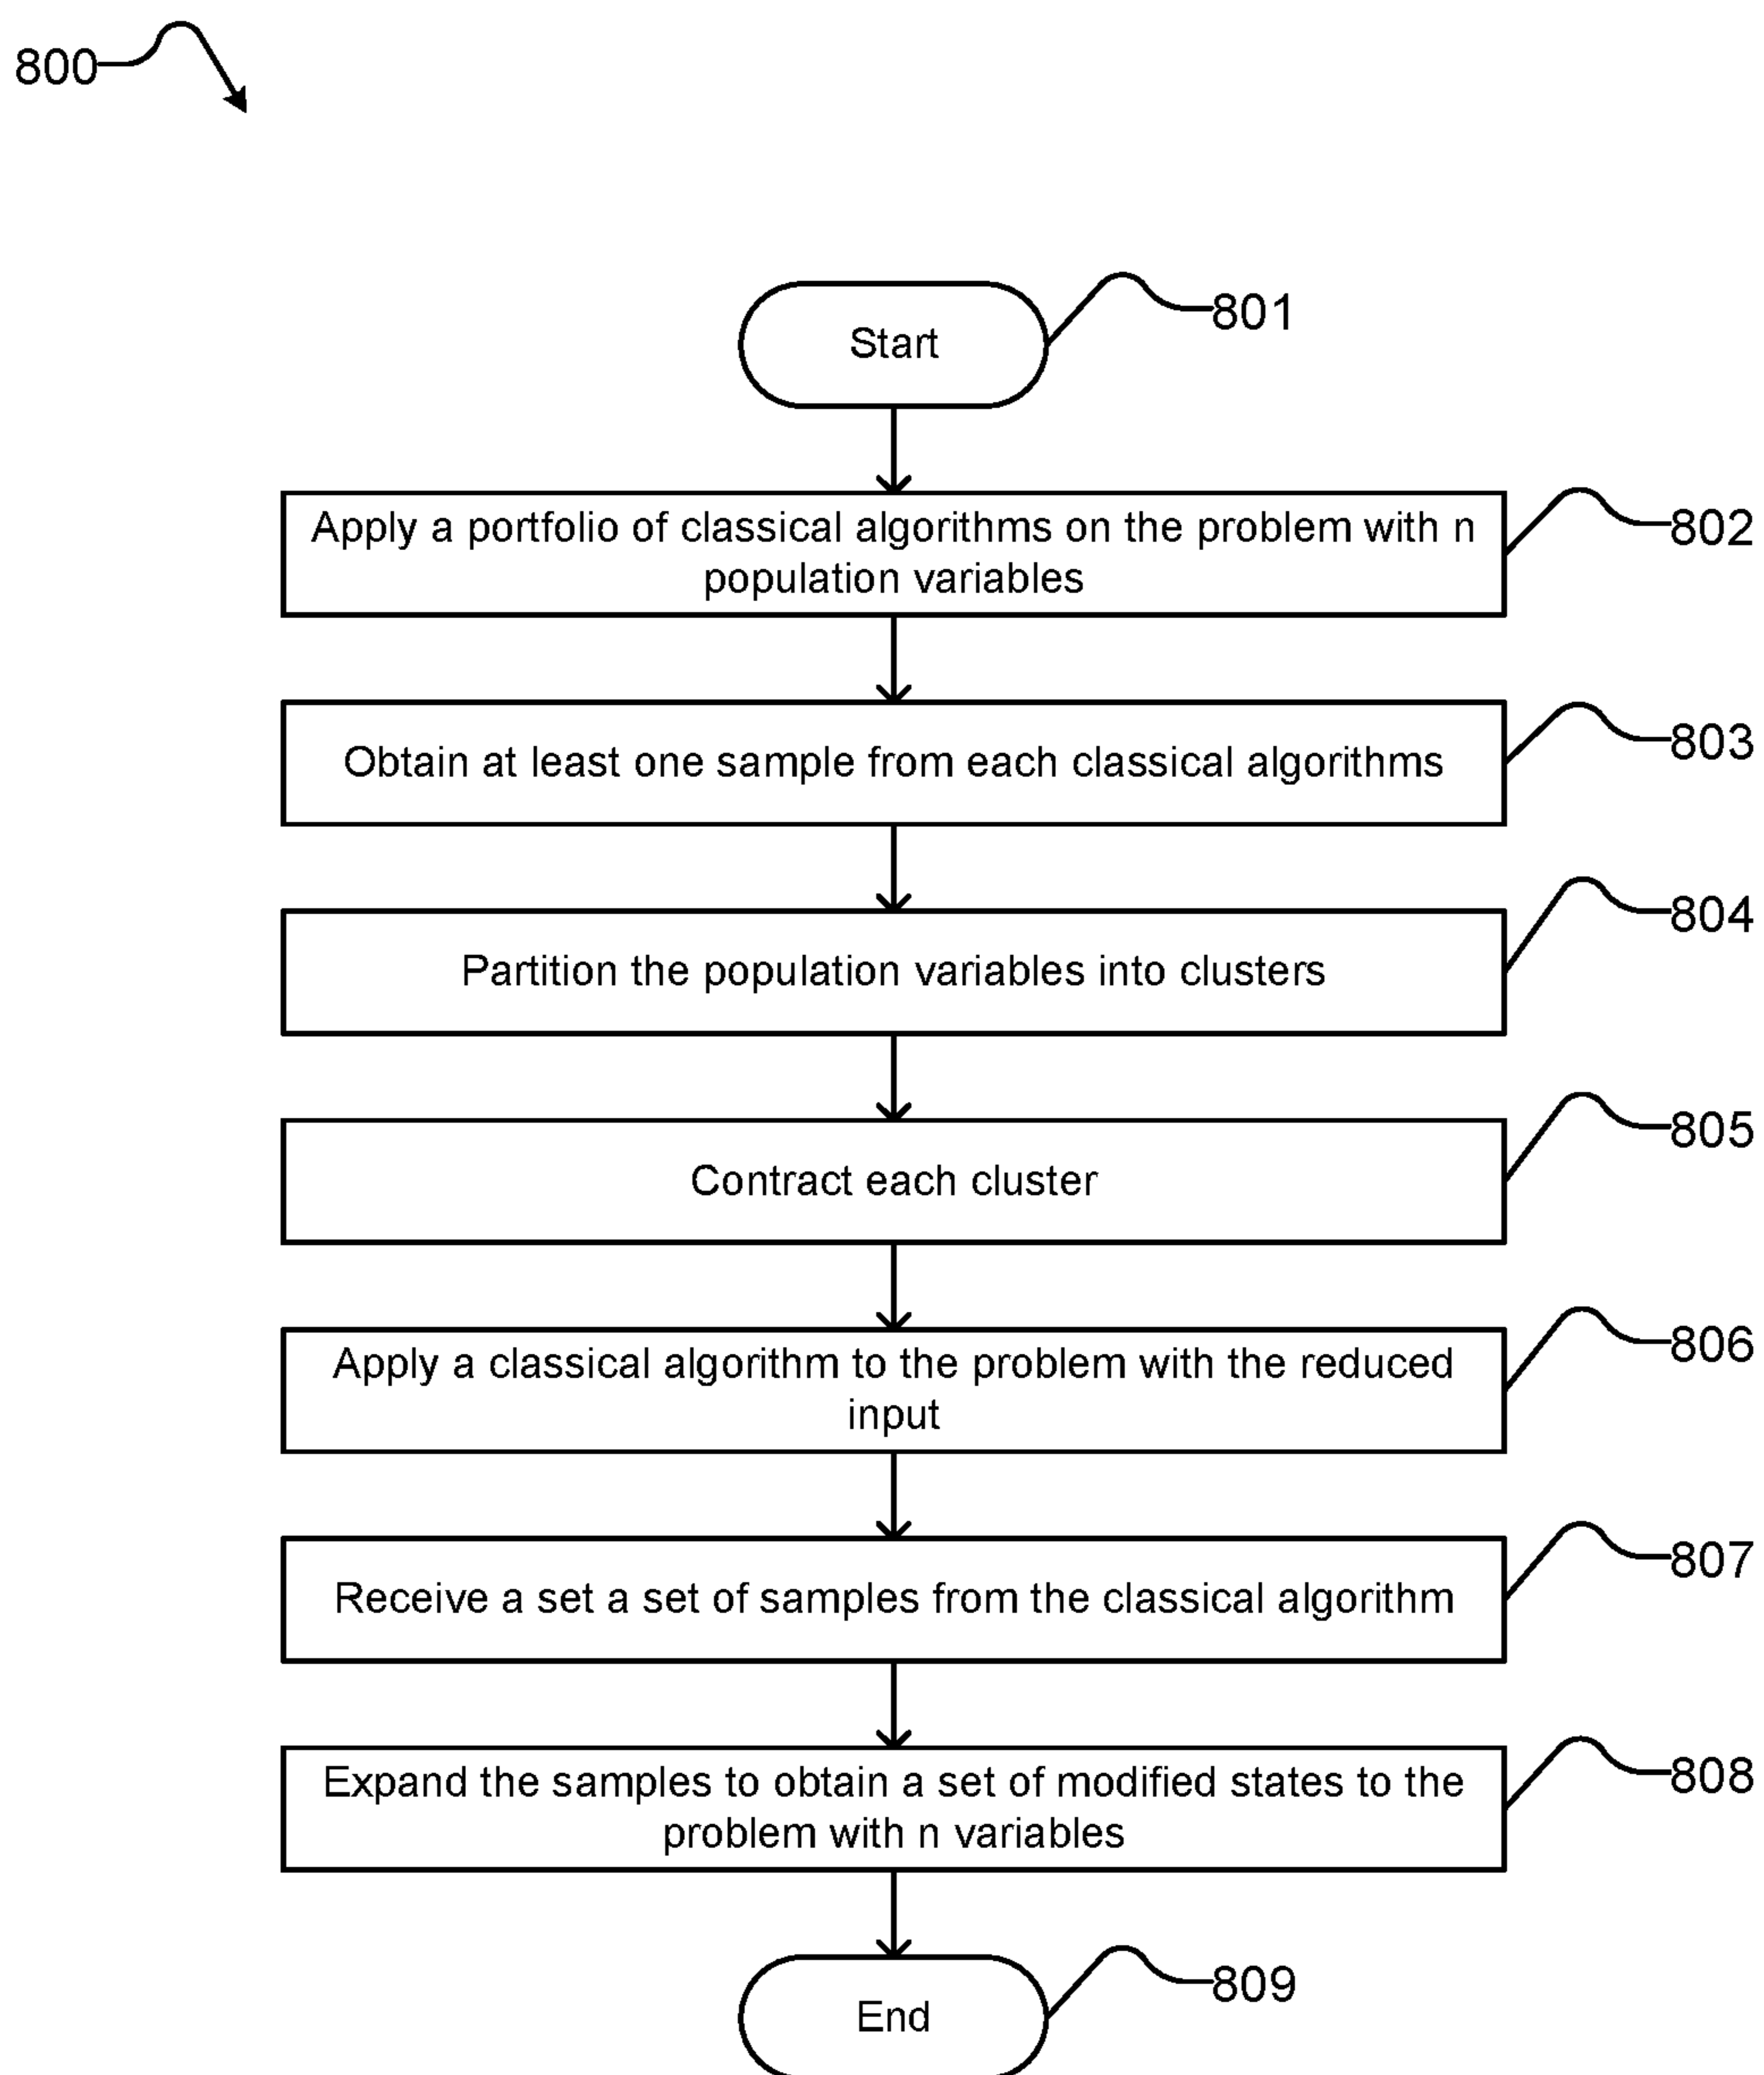 800
Start
801
Apply a portfolio of classical algorithms on the problem with n
population variables
802
Obtain at least one sample from each classical algorithms
803
Partition the population variables into clusters
804
Contract each cluster
805
Apply a classical algorithm to the problem with the reduced
input
806
Receive a set a set of samples from the classical algorithm
807
Expand the samples to obtain a set of modified states to the
problem with n variables
808
End
809